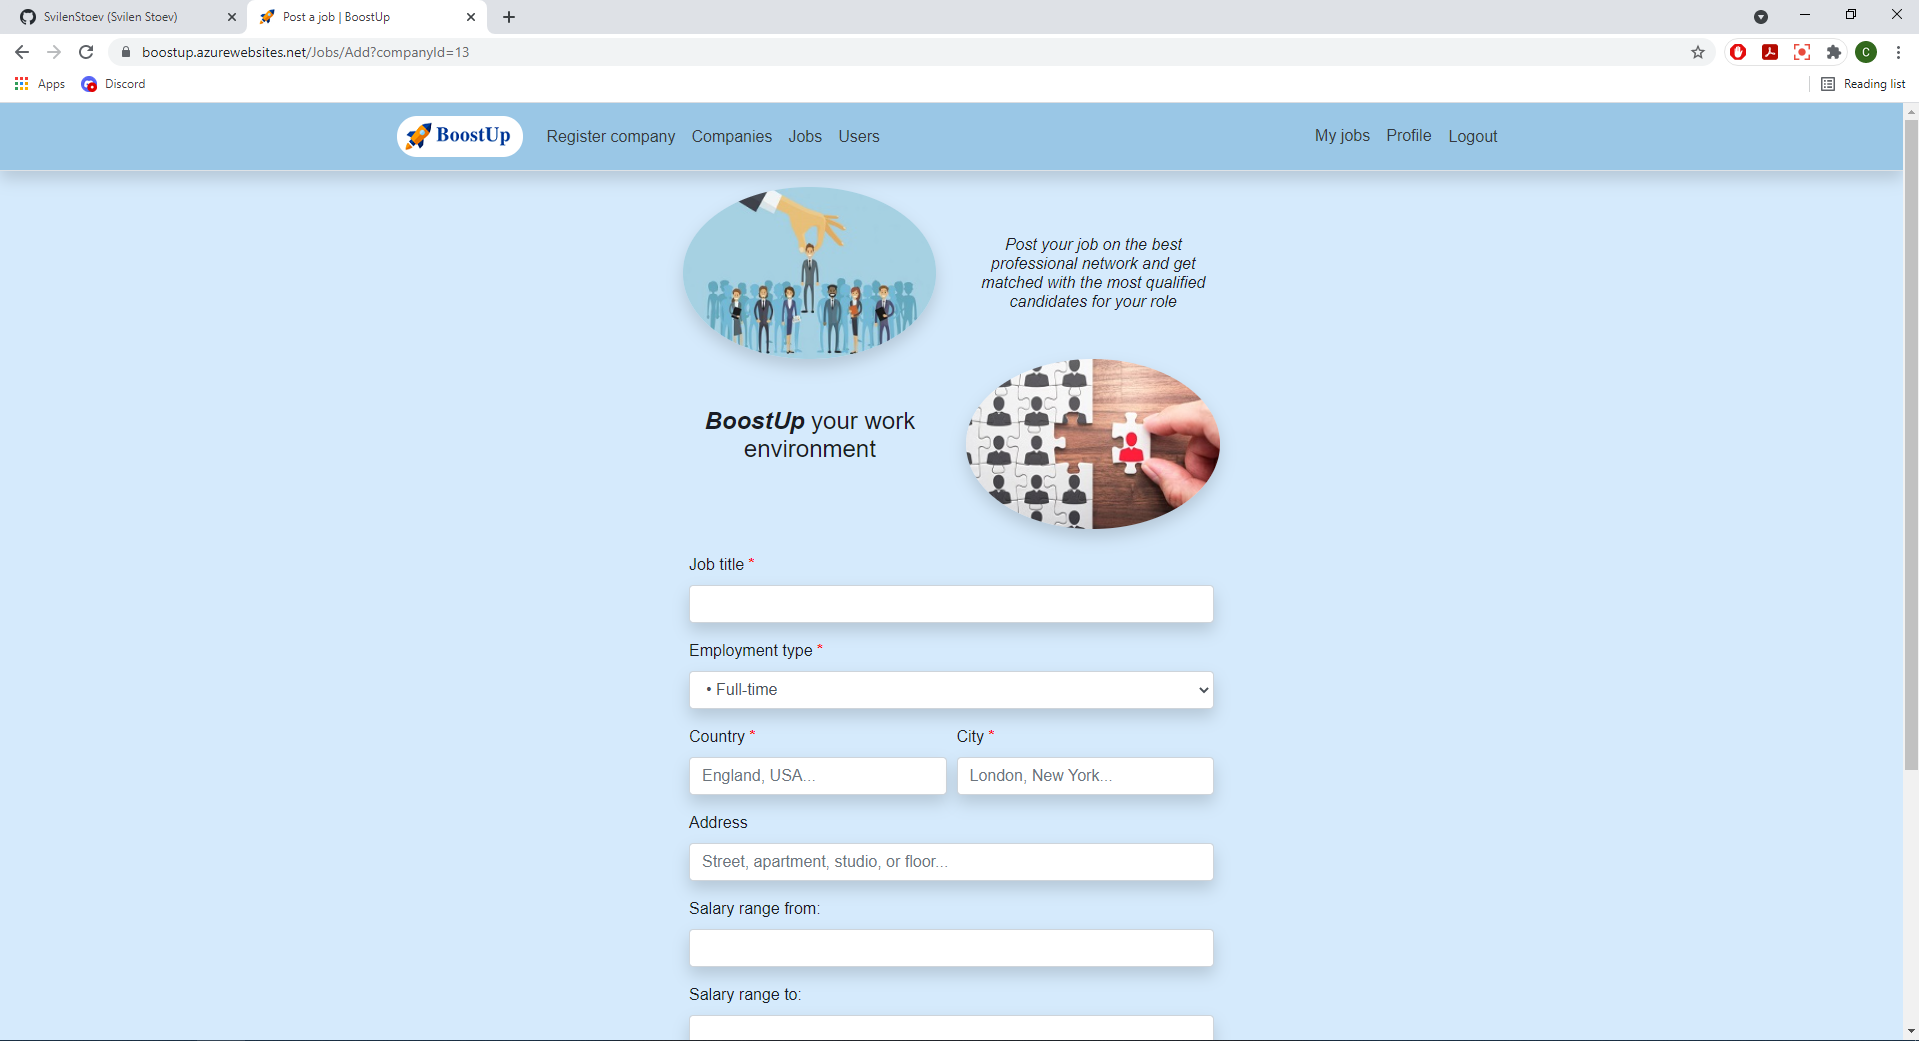 SvilenStoev (Svilen Stoev)
Post a job | BoostUp
boostup.azurewebsites.net/Jobs/Add?companyId=13
C
Apps
Discord
Reading list
BoostUp
Register company
Companies
Jobs
Users
My jobs
Profile
Logout
Post your job on the best
professional network and get
matched with the most qualified
candidates for your role
BoostUp your work
environment
Job title *
Employment type *
• Full-time
Country *
City *
England, USA...
London, New York...
Address
Street, apartment, studio, or floor...
Salary range from:
Salary range to: